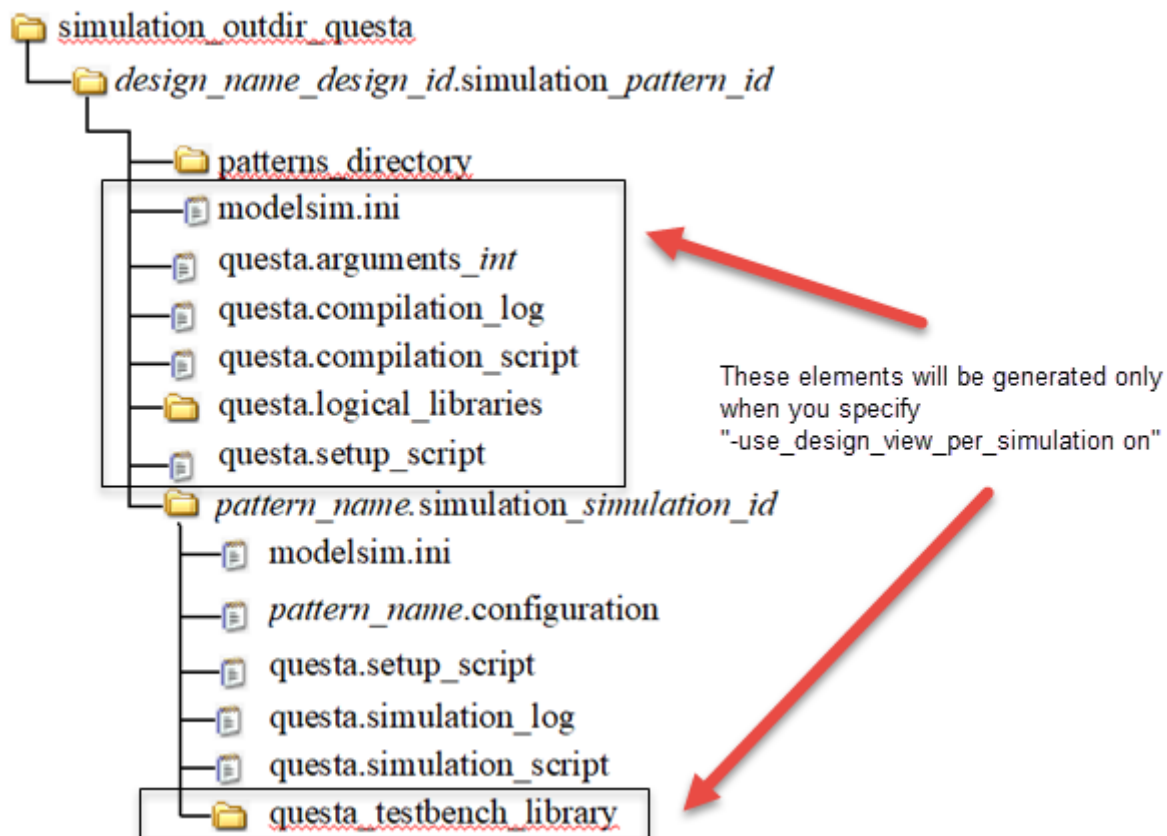 simulation_outdir_questa
design_name_design_id.simulation_pattern_id
patterns_directory
modelsim.ini
questa.arguments_int
questa.compilation_log
questa.compilation_script
questa.logical_libraries
questa.setup_script
These elements will be generated only
when you specify
"-use_design_view_per_simulation on"
pattern_name.simulation_simulation_id
modelsim.ini
pattern_name.configuration
questa.setup_script
questa.simulation_log
questa.simulation_script
questa_testbench_library